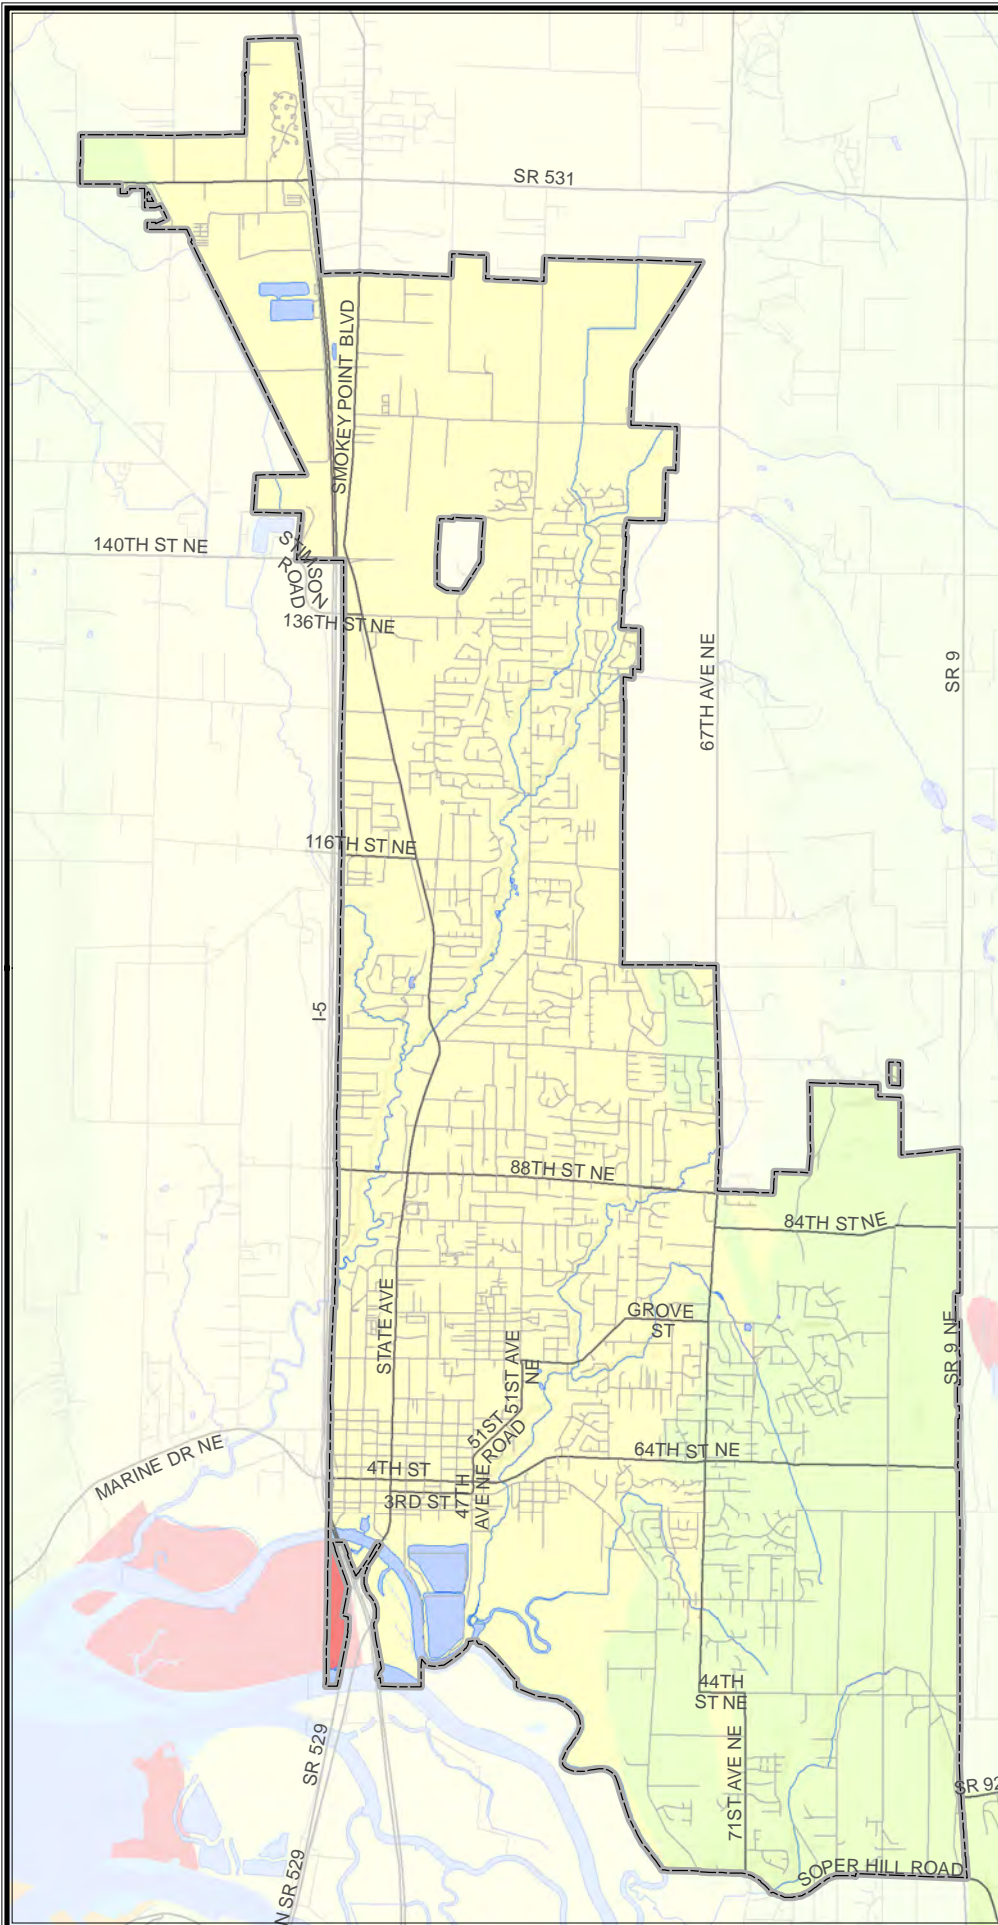 SR 531
SMOKEY POINT BLVD
140TH ST NE
STIMSON
ROAD
136TH ST NE
67TH AVE NE
SR 9
116TH ST NE
I-5
88TH ST NE
84TH ST NE
STATE AVE
GROVE
ST
51ST AVE
NE
SR 9 NE
51ST
ROAD
64TH ST NE
MARINE DR NE
4TH ST
47TH
AVE NE
3RD ST
44TH
ST NE
71ST AVE NE
SR 529
SR 92
SOPER HILL ROAD
N SR 529